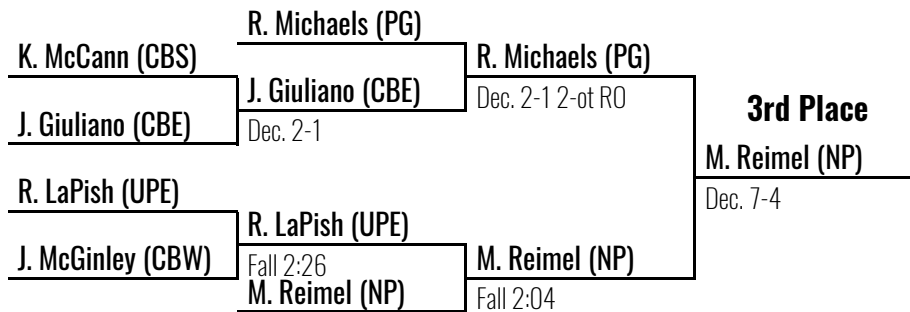 R. Michaels (PG)
K. McCann (CBS)
R. Michaels (PG)
J. Giuliano (CBE)
Dec. 2-1 2-ot RO
3rd Place
J. Giuliano (CBE)
Dec. 2-1
M. Reimel (NP)
R. LaPish (UPE)
Dec. 7-4
R. LaPish (UPE)
J. McGinley (CBW)
Fall 2:26
M. Reimel (NP)
M. Reimel (NP)
Fall 2:04